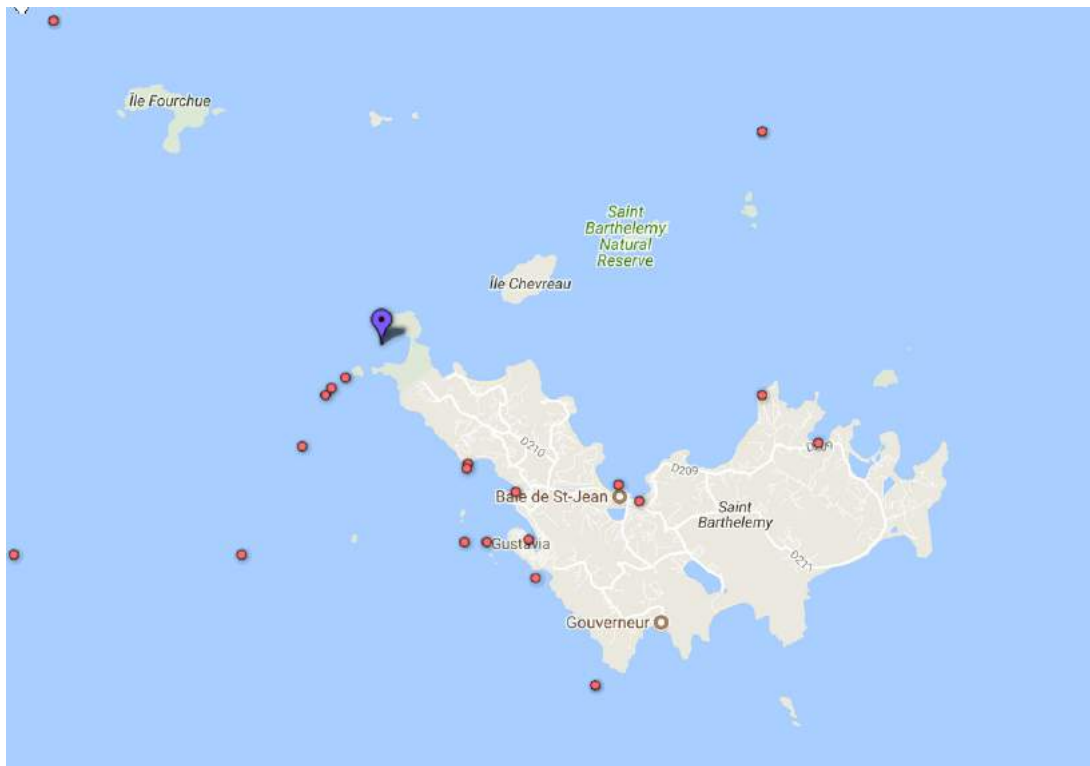 Île Fourchue
Saint
Barthelemy
Natural
Reserve
Île Chevreau
D210
D209
D209
Baie de St-Jean
Saint
Barthelemy
Gustavia
D211
Gouverneur